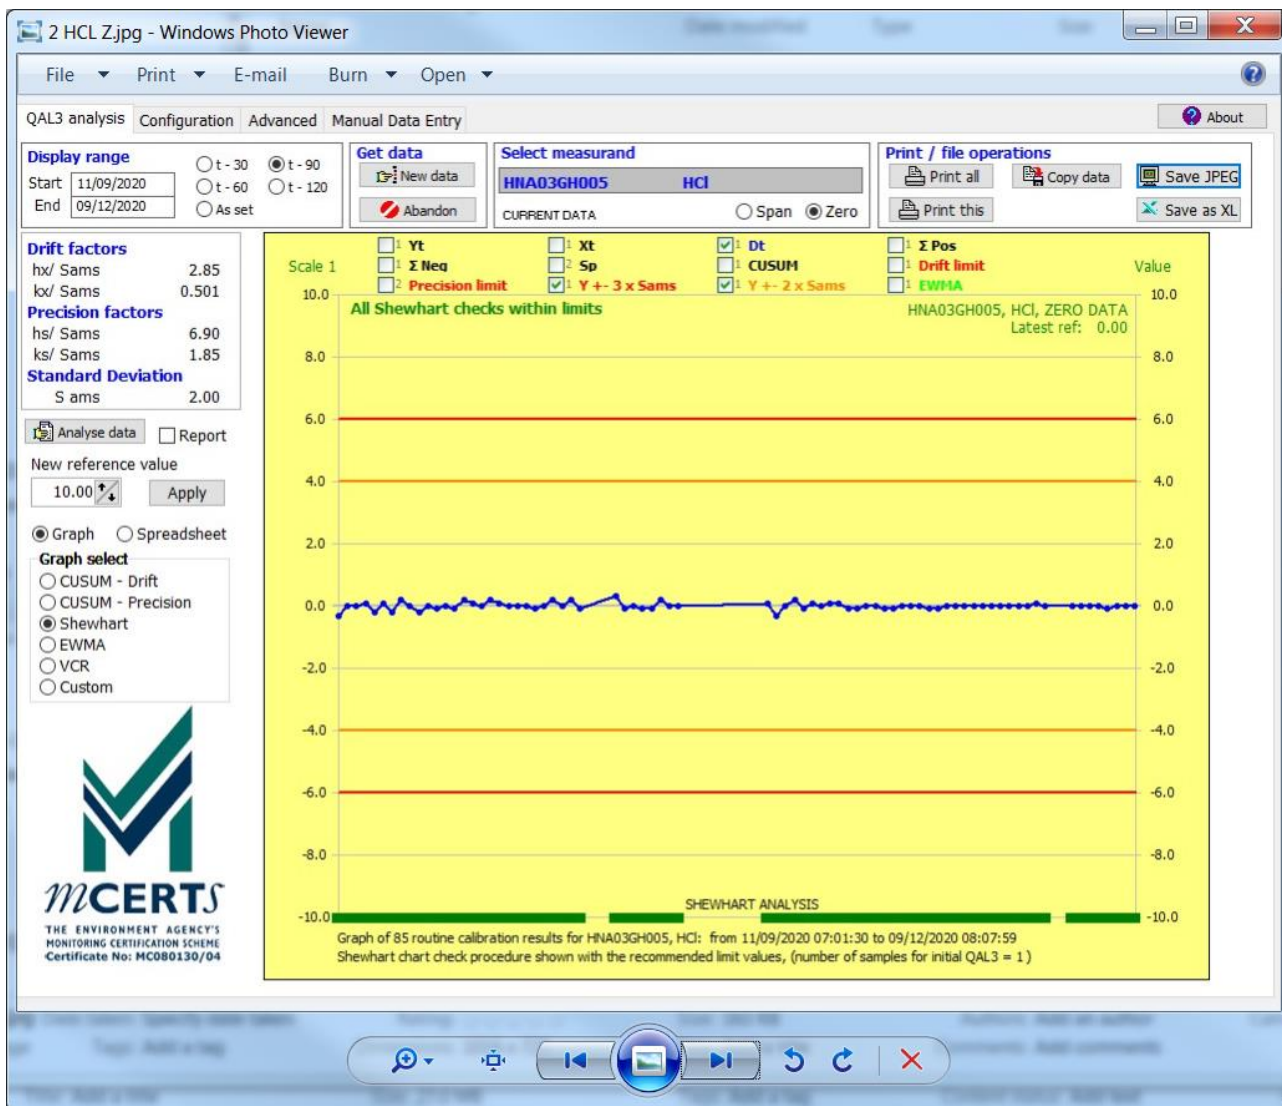 2 HCL Z.jpg - Windows Photo Viewer
File Print E-mail Burn Open
QAL3 analysis Configuration Advanced Manual Data Entry About
Display range
t - 30 t - 90
Start 11/09/2020 t - 60 t - 120
End 09/12/2020 As set
Get data
New data
Abandon
Select measurand
HNA03GH005 HCl
CURRENT DATA Span Zero
Print / file operations
Print all Copy data Save JPEG
Print this Save as XL
Drift factors
hx/ Sams 2.85
kx/ Sams 0.501
Precision factors
hs/ Sams 6.90
ks/ Sams 1.85
Standard Deviation
S ams 2.00
Analyse data Report
New reference value
10.00 Apply
Graph Spreadsheet
Graph select
CUSUM - Drift
CUSUM - Precision
Shewhart
EWMA
VCR
Custom
mCERTs
THE ENVIRONMENT AGENCY'S
MONITORING CERTIFICATION SCHEME
Certificate No: MC080130/04
1 Yt 1 Xt 1 Dt 1 Σ Pos
Scale 1 1 Σ Neg 2 Sp 1 CUSUM 1 Drift limit Value
2 Precision limit 1 Y +- 3 x Sams 1 Y +- 2 x Sams 1 EWMA
10.0 10.0
All Shewhart checks within limits HNA03GH005, HCl, ZERO DATA
Latest ref: 0.00
8.0 8.0
6.0 6.0
4.0 4.0
2.0 2.0
0.0 0.0
-2.0 -2.0
-4.0 -4.0
-6.0 -6.0
-8.0 -8.0
SHEWHART ANALYSIS
-10.0 -10.0
Graph of 85 routine calibration results for HNA03GH005, HCl: from 11/09/2020 07:01:30 to 09/12/2020 08:07:59
Shewhart chart check procedure shown with the recommended limit values, (number of samples for initial QAL3 = 1 )